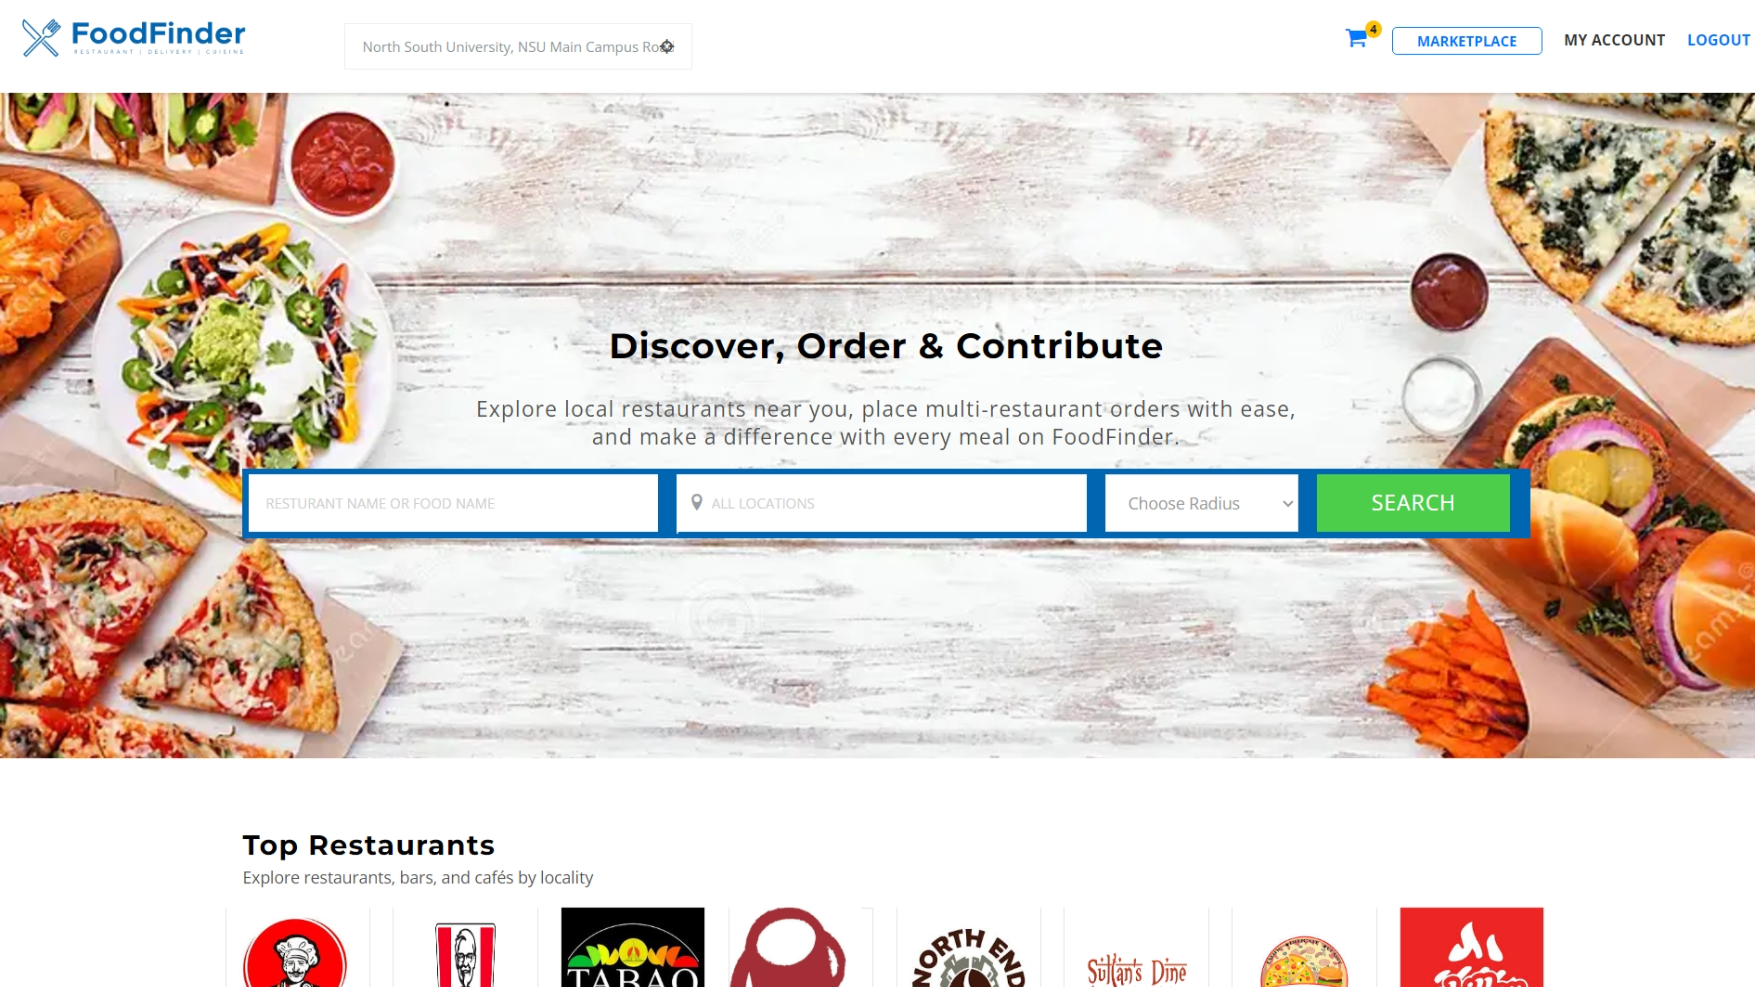 FoodFinder
RESTAURANT | DELIVERY | CUISINE
North South University, NSU Main Campus Ro
4
MARKETPLACE
MY ACCOUNT
LOGOUT
Discover, Order & Contribute
Explore local restaurants near you, place multi-restaurant orders with ease,
and make a difference with every meal on FoodFinder.
RESTURANT NAME OR FOOD NAME
ALL LOCATIONS
Choose Radius
SEARCH
Top Restaurants
Explore restaurants, bars, and cafés by locality
TABAQ
NORTH END
Sultan's Dine